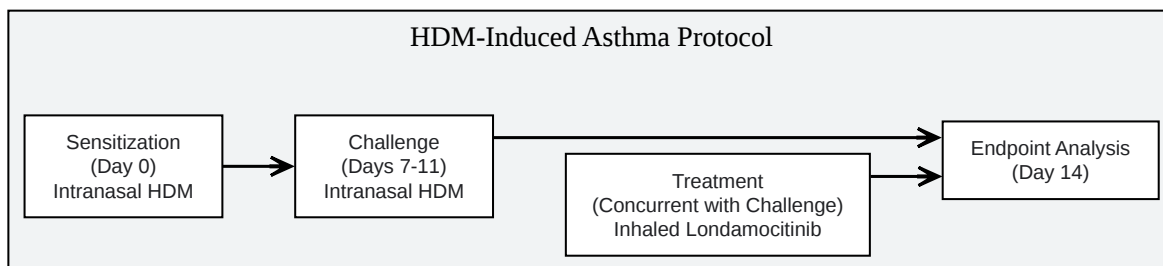 HDM-Induced Asthma Protocol
Sensitization
(Day 0)
Intranasal HDM
Challenge
(Days 7-11)
Intranasal HDM
Treatment
(Concurrent with Challenge)
Inhaled Londamocitinib
Endpoint Analysis
(Day 14)